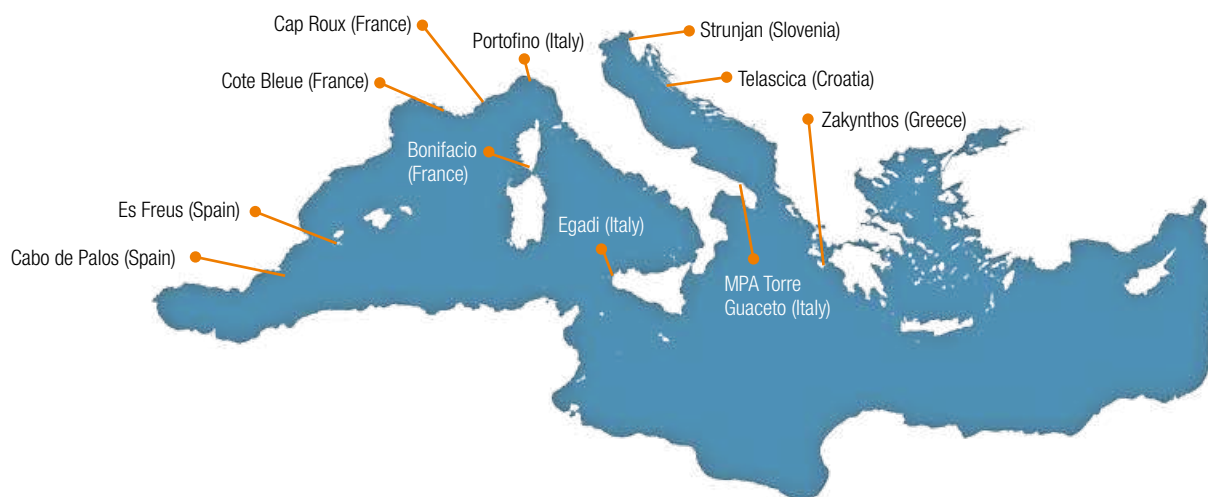 Cap Roux (France)
Portofino (Italy)
Strunjan (Slovenia)
Cote Bleue (France)
Telascica (Croatia)
Zakynthos (Greece)
Bonifacio
(France)
Es Freus (Spain)
Egadi (Italy)
Cabo de Palos (Spain)
MPA Torre
Guaceto (Italy)